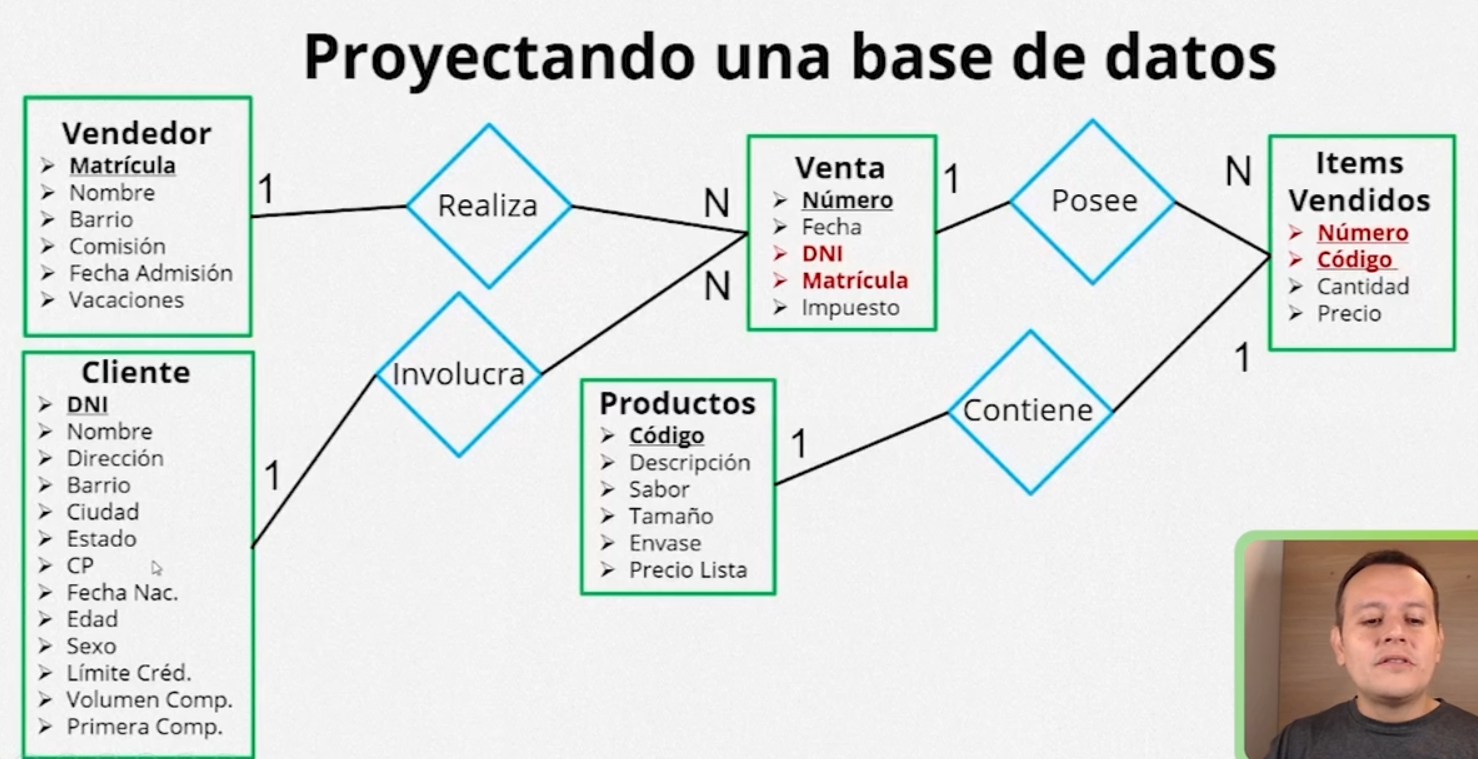 Proyectando una base de datos
Vendedor
Matrícula
Nombre
Barrio
Comisión
Fecha Admisión
Vacaciones
1
Realiza
N
Venta
Número
Fecha
DNI
Matrícula
Impuesto
1
Posee
N
Items
Vendidos
Número
Código
Cantidad
Precio
Cliente
DNI
Nombre
Dirección
Barrio
Ciudad
Estado
CP
Fecha Nac.
Edad
Sexo
Límite Créd.
Volumen Comp.
Primera Comp.
1
Involucra
N
Productos
Código
Descripción
Sabor
Tamaño
Envase
Precio Lista
1
Contiene
1